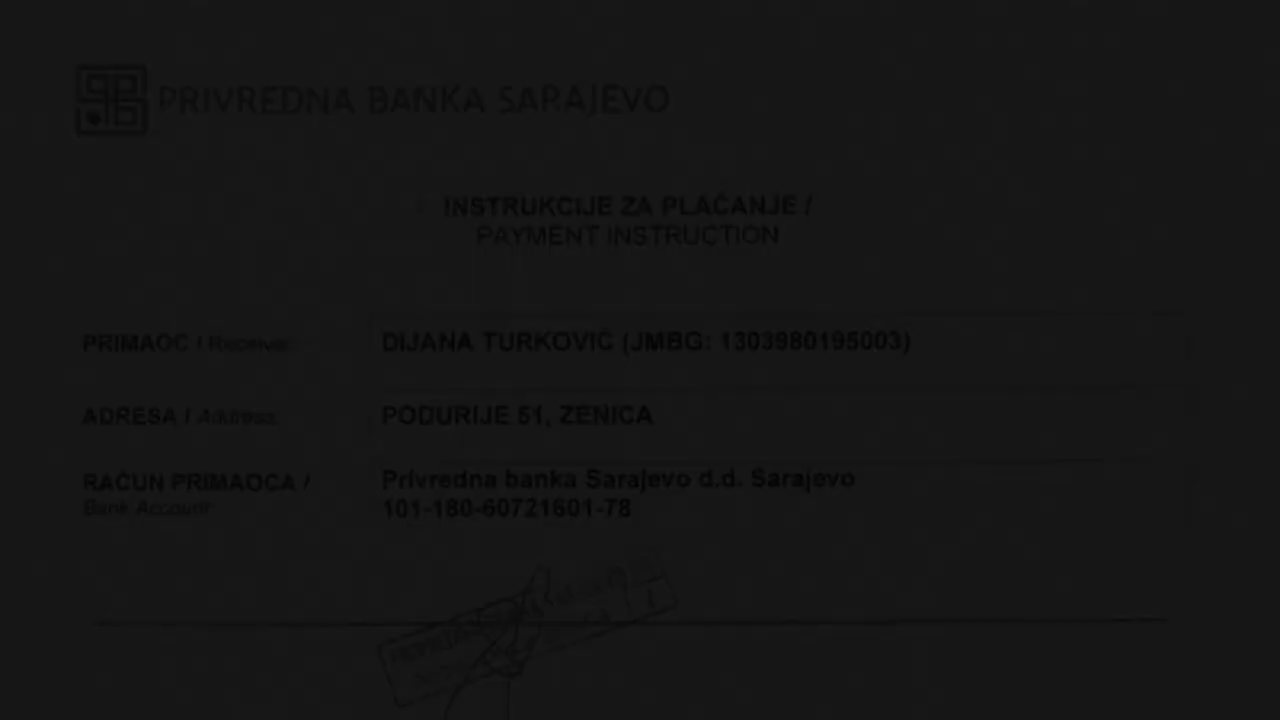 PRIVREDNA BANKA SARAJEVO
INSTRUKCIJE ZA PLAĆANJE /
PAYMENT INSTRUCTION
PRIMAOC / Receiver DIJANA TURKOVIĆ (JMBG: 1303980195003)
ADRESA / Address PODURIJE 51, ZENICA
RAČUN PRIMAOCA / Privredna banka Sarajevo d.d. Sarajevo
Bank Account 101-180-60721601-78